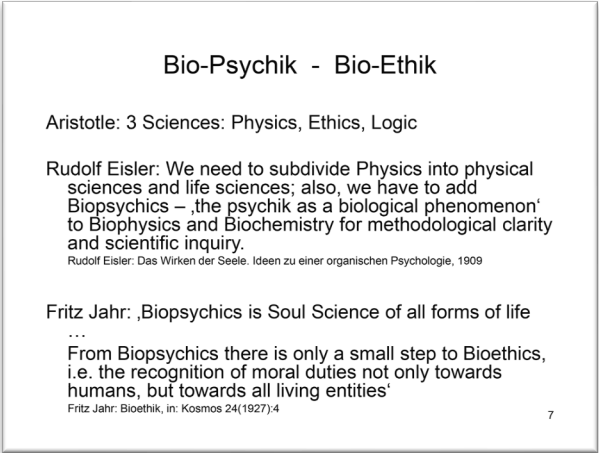 Bio-Psychik - Bio-Ethik
Aristotle: 3 Sciences: Physics, Ethics, Logic
Rudolf Eisler: We need to subdivide Physics into physical
sciences and life sciences; also, we have to add
Biopsychics – ‚the psychik as a biological phenomenon‘
to Biophysics and Biochemistry for methodological clarity
and scientific inquiry.
Rudolf Eisler: Das Wirken der Seele. Ideen zu einer organischen Psychologie, 1909
Fritz Jahr: ‚Biopsychics is Soul Science of all forms of life
…
From Biopsychics there is only a small step to Bioethics,
i.e. the recognition of moral duties not only towards
humans, but towards all living entities‘
Fritz Jahr: Bioethik, in: Kosmos 24(1927):4
7